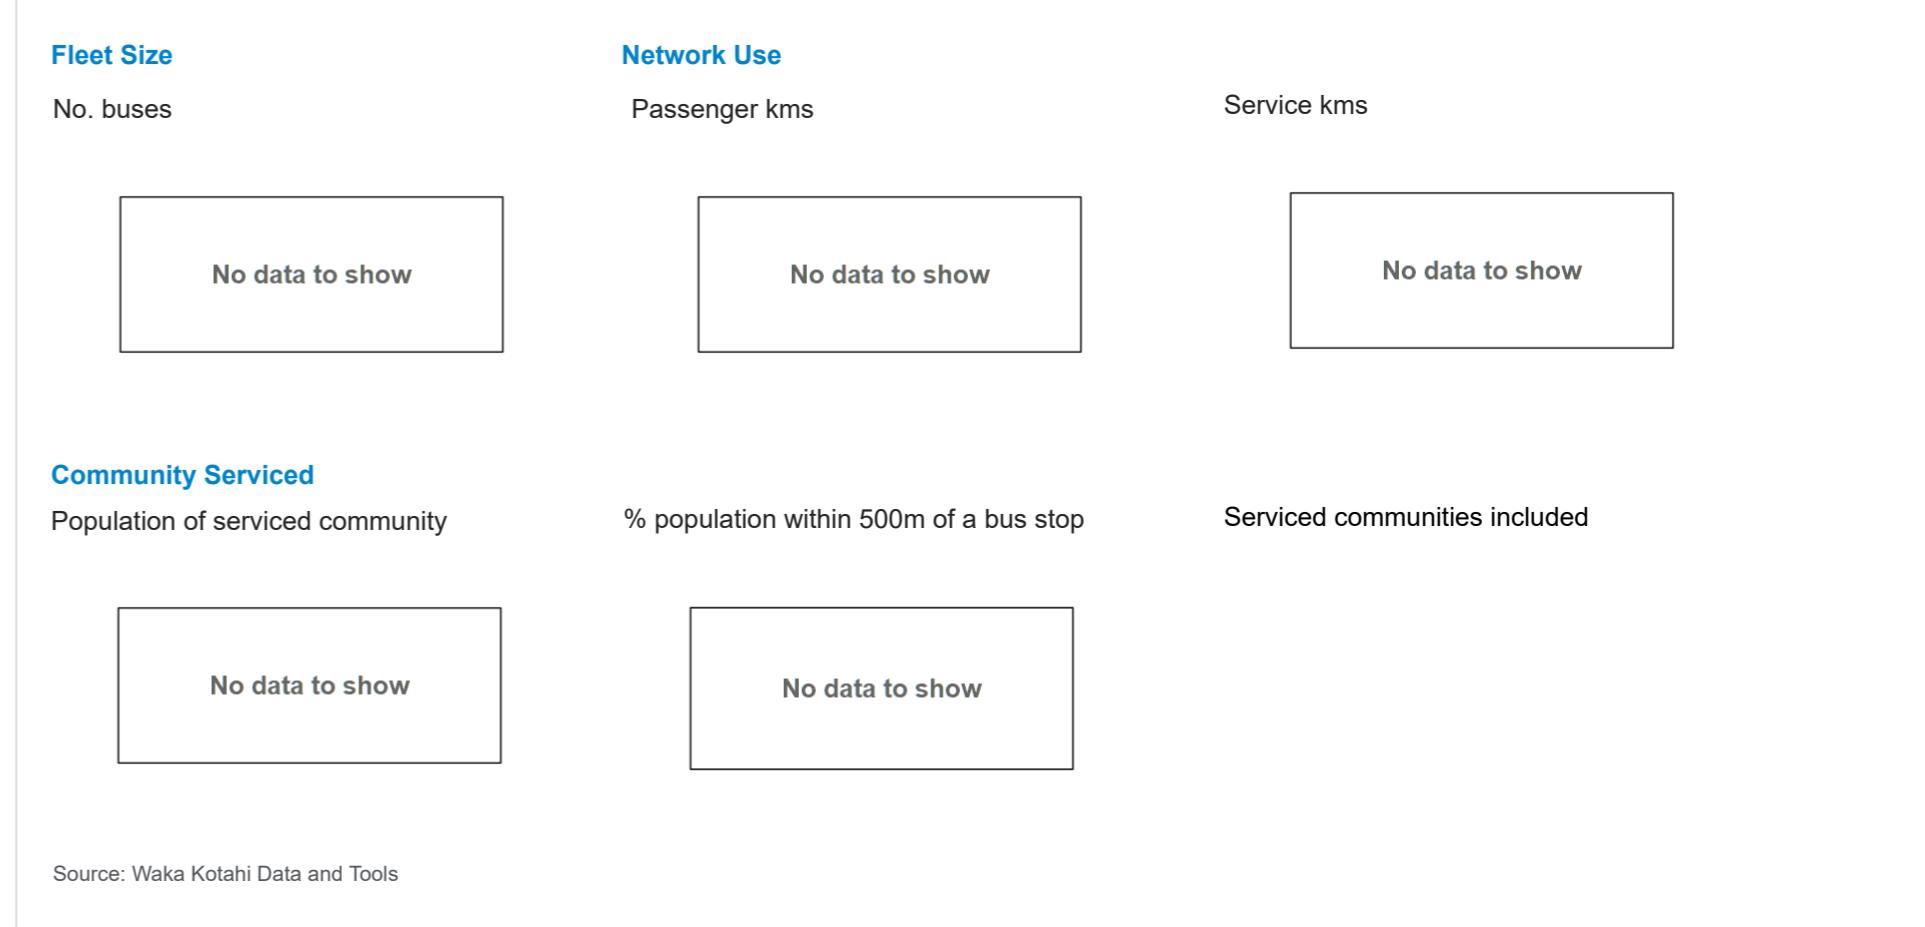 Fleet Size
Network Use
No. buses
Passenger kms
Service kms
No data to show
No data to show
No data to show
Community Serviced
Population of serviced community
% population within 500m of a bus stop
Serviced communities included
No data to show
No data to show
Source: Waka Kotahi Data and Tools